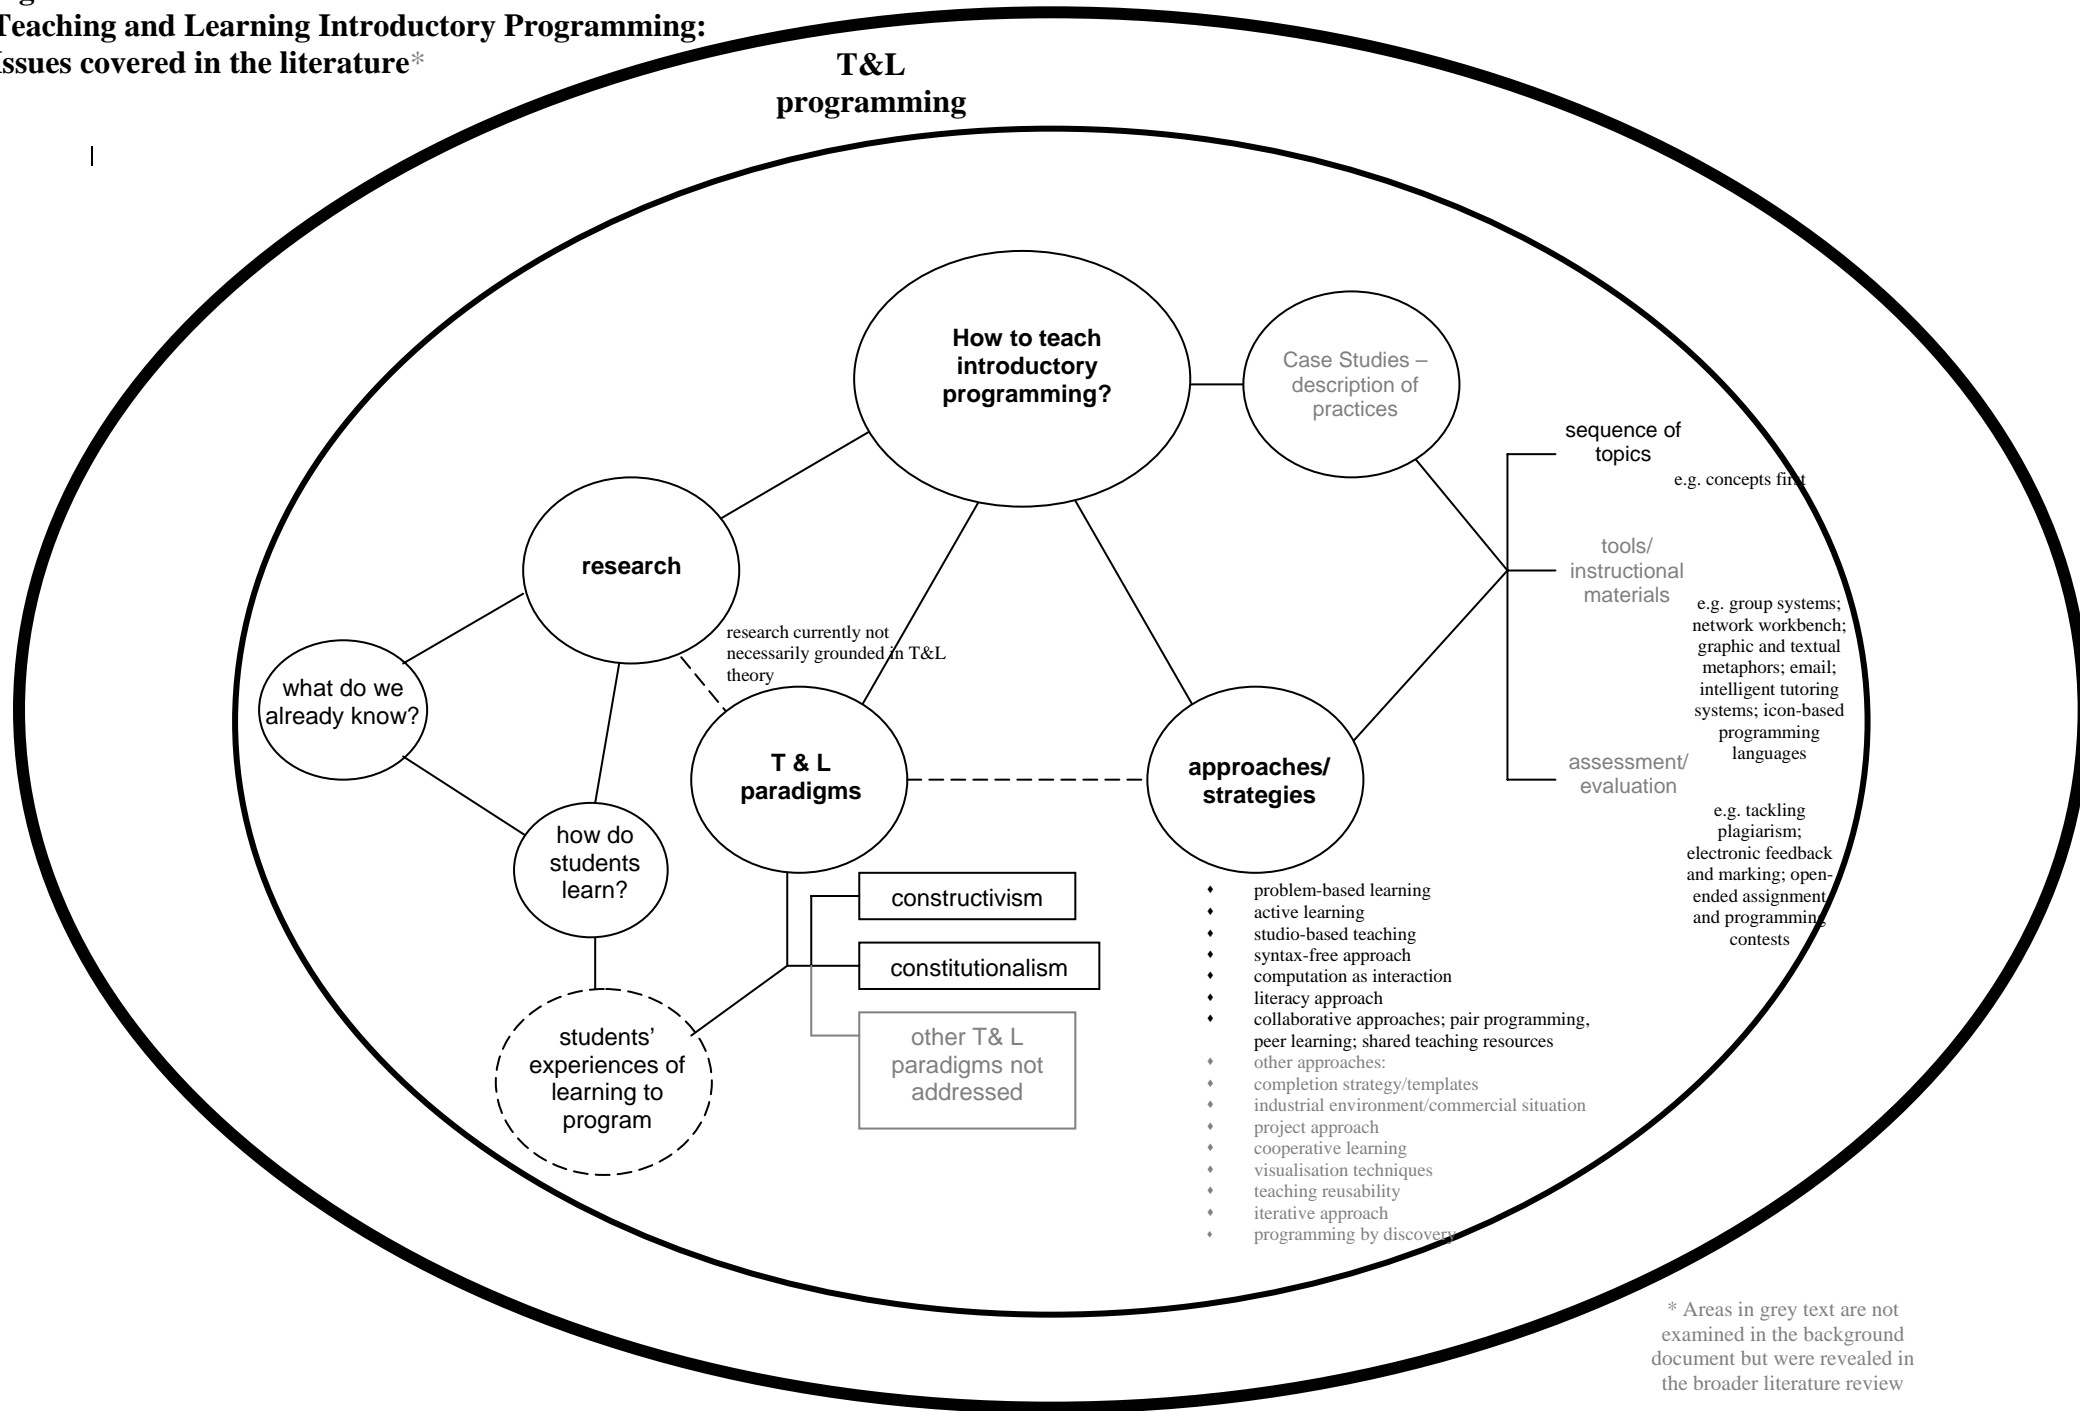 Teaching and Learning Introductory Programming:
Issues covered in the literature*
T&L
programming
How to teach
introductory
programming?
Case Studies –
description of
practices
sequence of
topics
e.g. concepts first
tools/
instructional
materials
e.g. group systems;
network workbench;
graphic and textual
metaphors; email;
intelligent tutoring
systems; icon-based
programming
languages
assessment/
evaluation
e.g. tackling
plagiarism;
electronic feedback
and marking; open-
ended assignment
and programming
contests
research
research currently not
necessarily grounded in T&L
theory
what do we
already know?
T & L
paradigms
approaches/
strategies
how do
students
learn?
constructivism
constitutionalism
other T& L
paradigms not
addressed
students’
experiences of
learning to
program
♦ problem-based learning
♦ active learning
♦ studio-based teaching
♦ syntax-free approach
♦ computation as interaction
♦ literacy approach
♦ collaborative approaches; pair programming,
peer learning; shared teaching resources
♦ other approaches:
♦ completion strategy/templates
♦ industrial environment/commercial situation
♦ project approach
♦ cooperative learning
♦ visualisation techniques
♦ teaching reusability
♦ iterative approach
♦ programming by discovery
* Areas in grey text are not
examined in the background
document but were revealed in
the broader literature review